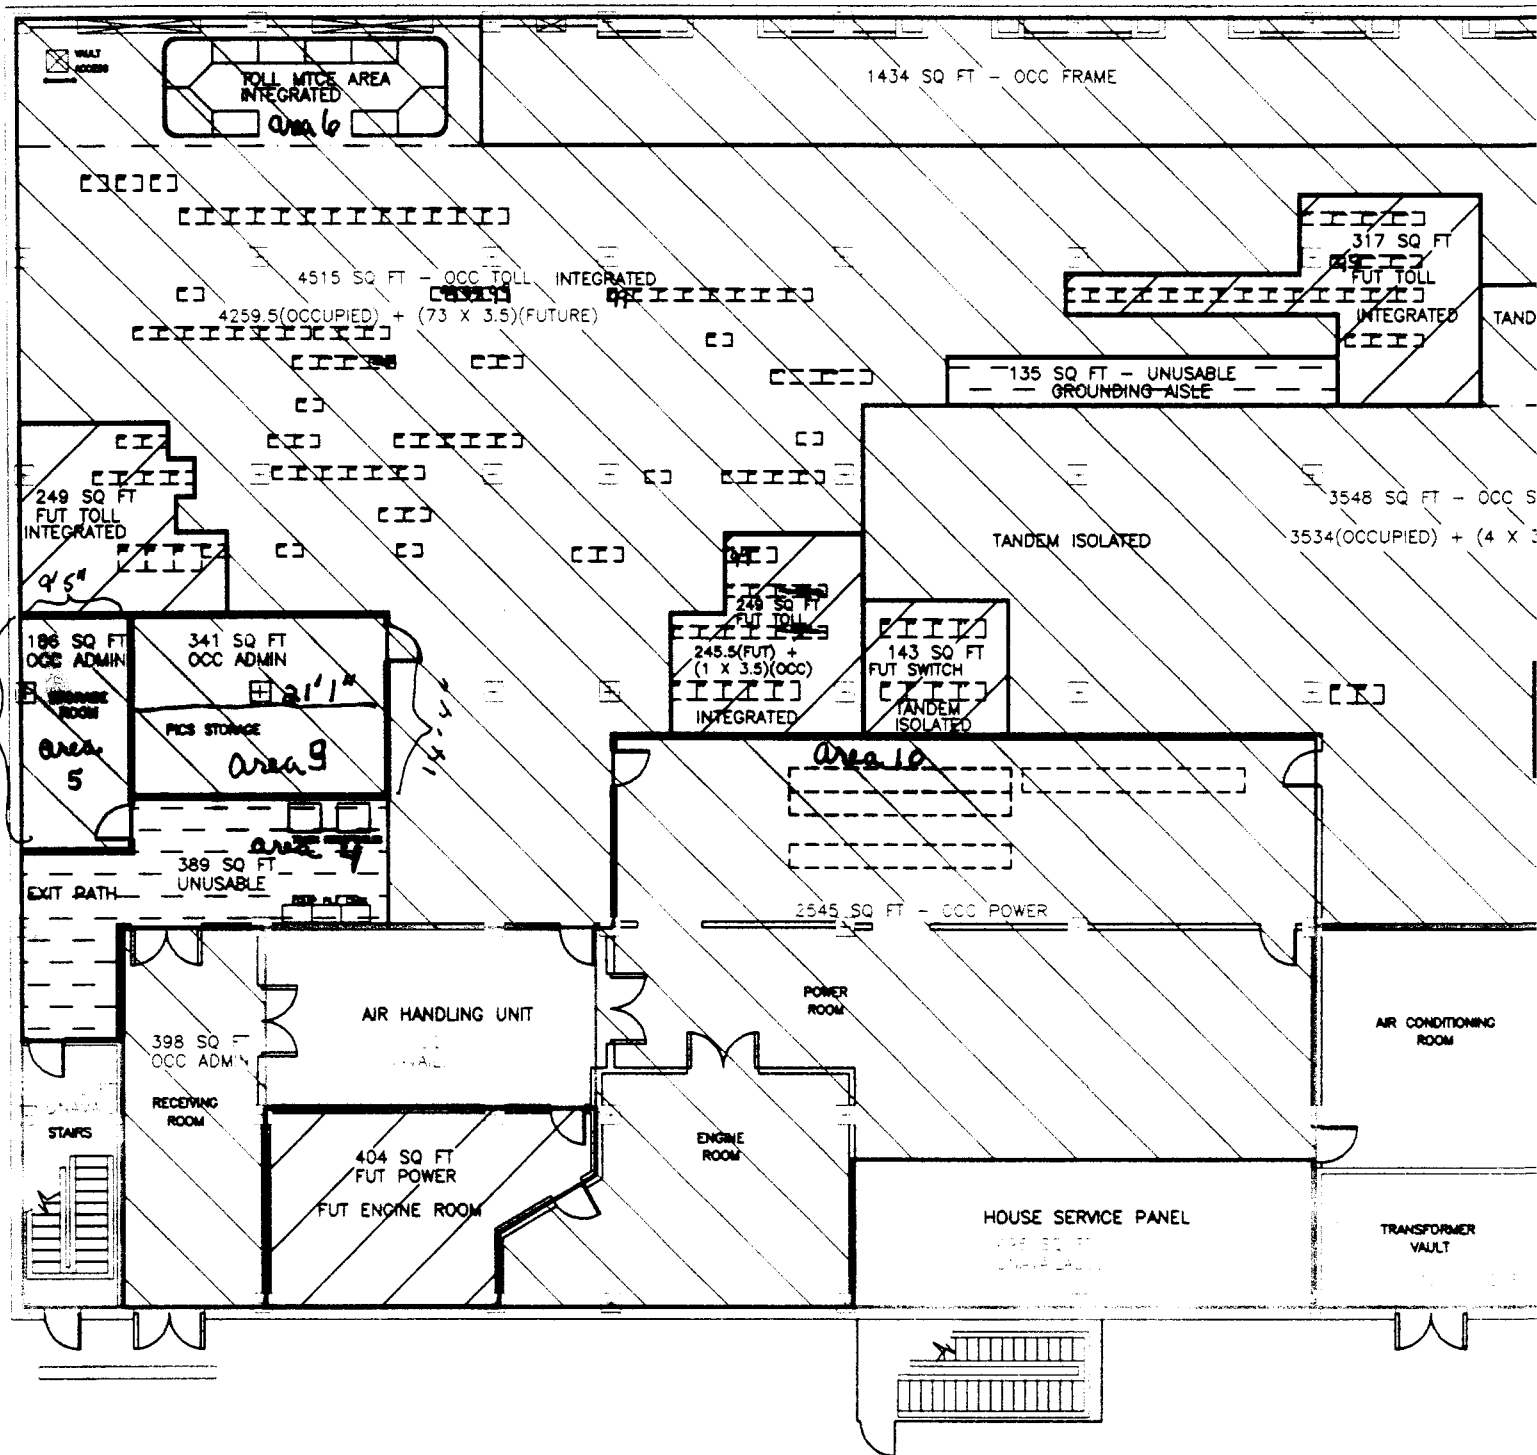 VAULT
ACCESS
TOLL MTCE AREA
INTEGRATED
area 6
1434 SQ FT - OCC FRAME
317 SQ FT
FUT TOLL
INTEGRATED
TAND
4515 SQ FT - OCC TOLL INTEGRATED
4259.5(OCCUPIED) + (73 X 3.5)(FUTURE)
135 SQ FT - UNUSABLE
GROUNDING AISLE
249 SQ FT
FUT TOLL
INTEGRATED
3548 SQ FT - OCC S
TANDEM ISOLATED
3534(OCCUPIED) + (4 X 3
9'5"
249 SQ FT
FUT TOLL
245.5(FUT) +
(1 X 3.5)(OCC)
INTEGRATED
143 SQ FT
FUT SWITCH
TANDEM
ISOLATED
186 SQ FT
OCC ADMIN
STORAGE
ROOM
area
5
341 SQ FT
OCC ADMIN
21'1"
PICS STORAGE
area 9
14'4"
area 10
area 4
389 SQ FT
UNUSABLE
EXIT PATH
2545 SQ FT - OCC POWER
POWER
ROOM
AIR HANDLING UNIT
AIR CONDITIONING
ROOM
398 SQ FT
OCC ADMIN
RECEIVING
ROOM
STAIRS
404 SQ FT
FUT POWER
FUT ENGINE ROOM
ENGINE
ROOM
HOUSE SERVICE PANEL
TRANSFORMER
VAULT